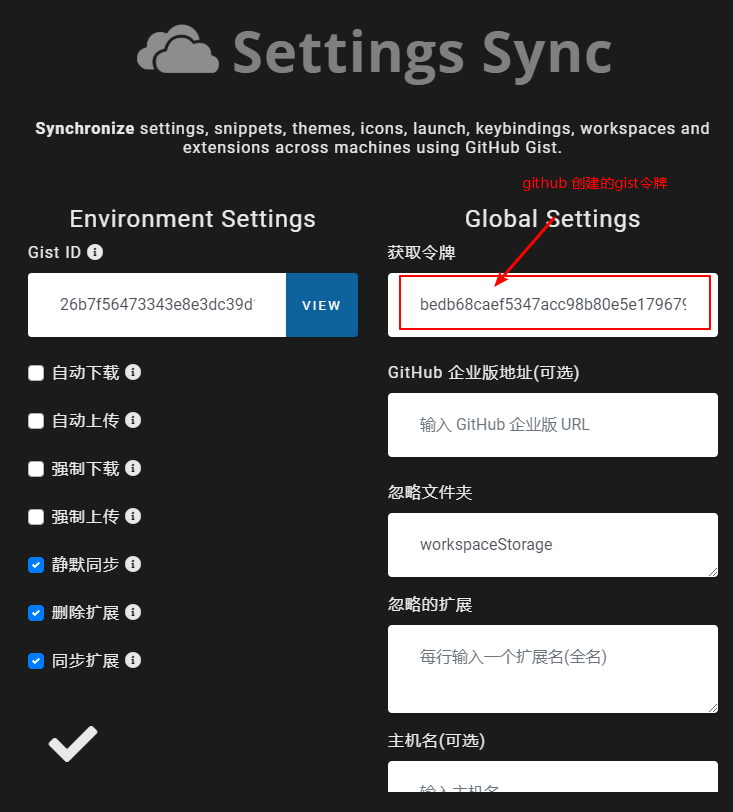 Settings Sync
Synchronize settings, snippets, themes, icons, launch, keybindings, workspaces and
extensions across machines using GitHub Gist.
github 创建的gist令牌
Environment Settings
Gist ID
26b7f56473343e8e3dc39d
VIEW
自动下载
自动上传
强制下载
强制上传
静默同步
删除扩展
同步扩展
Global Settings
获取令牌
bedb68caef5347acc98b80e5e179679
GitHub 企业版地址(可选)
输入 GitHub 企业版 URL
忽略文件夹
workspaceStorage
忽略的扩展
每行输入一个扩展名(全名)
主机名(可选)
输入主机名